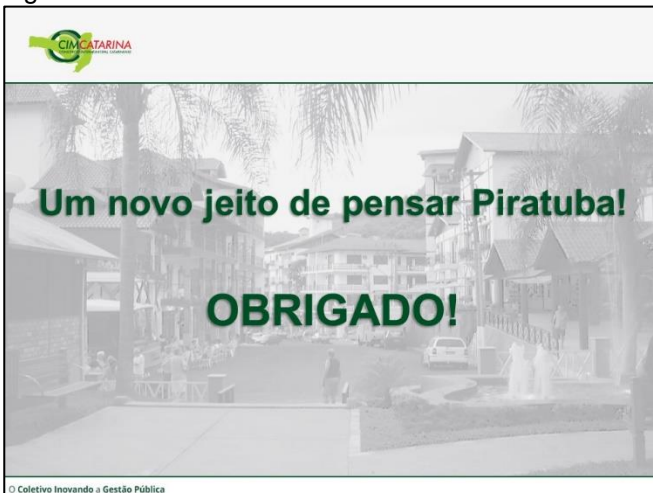 CIMCATARINA
Um novo jeito de pensar Piratuba!
OBRIGADO!
O Coletivo Inovando a Gestão Pública